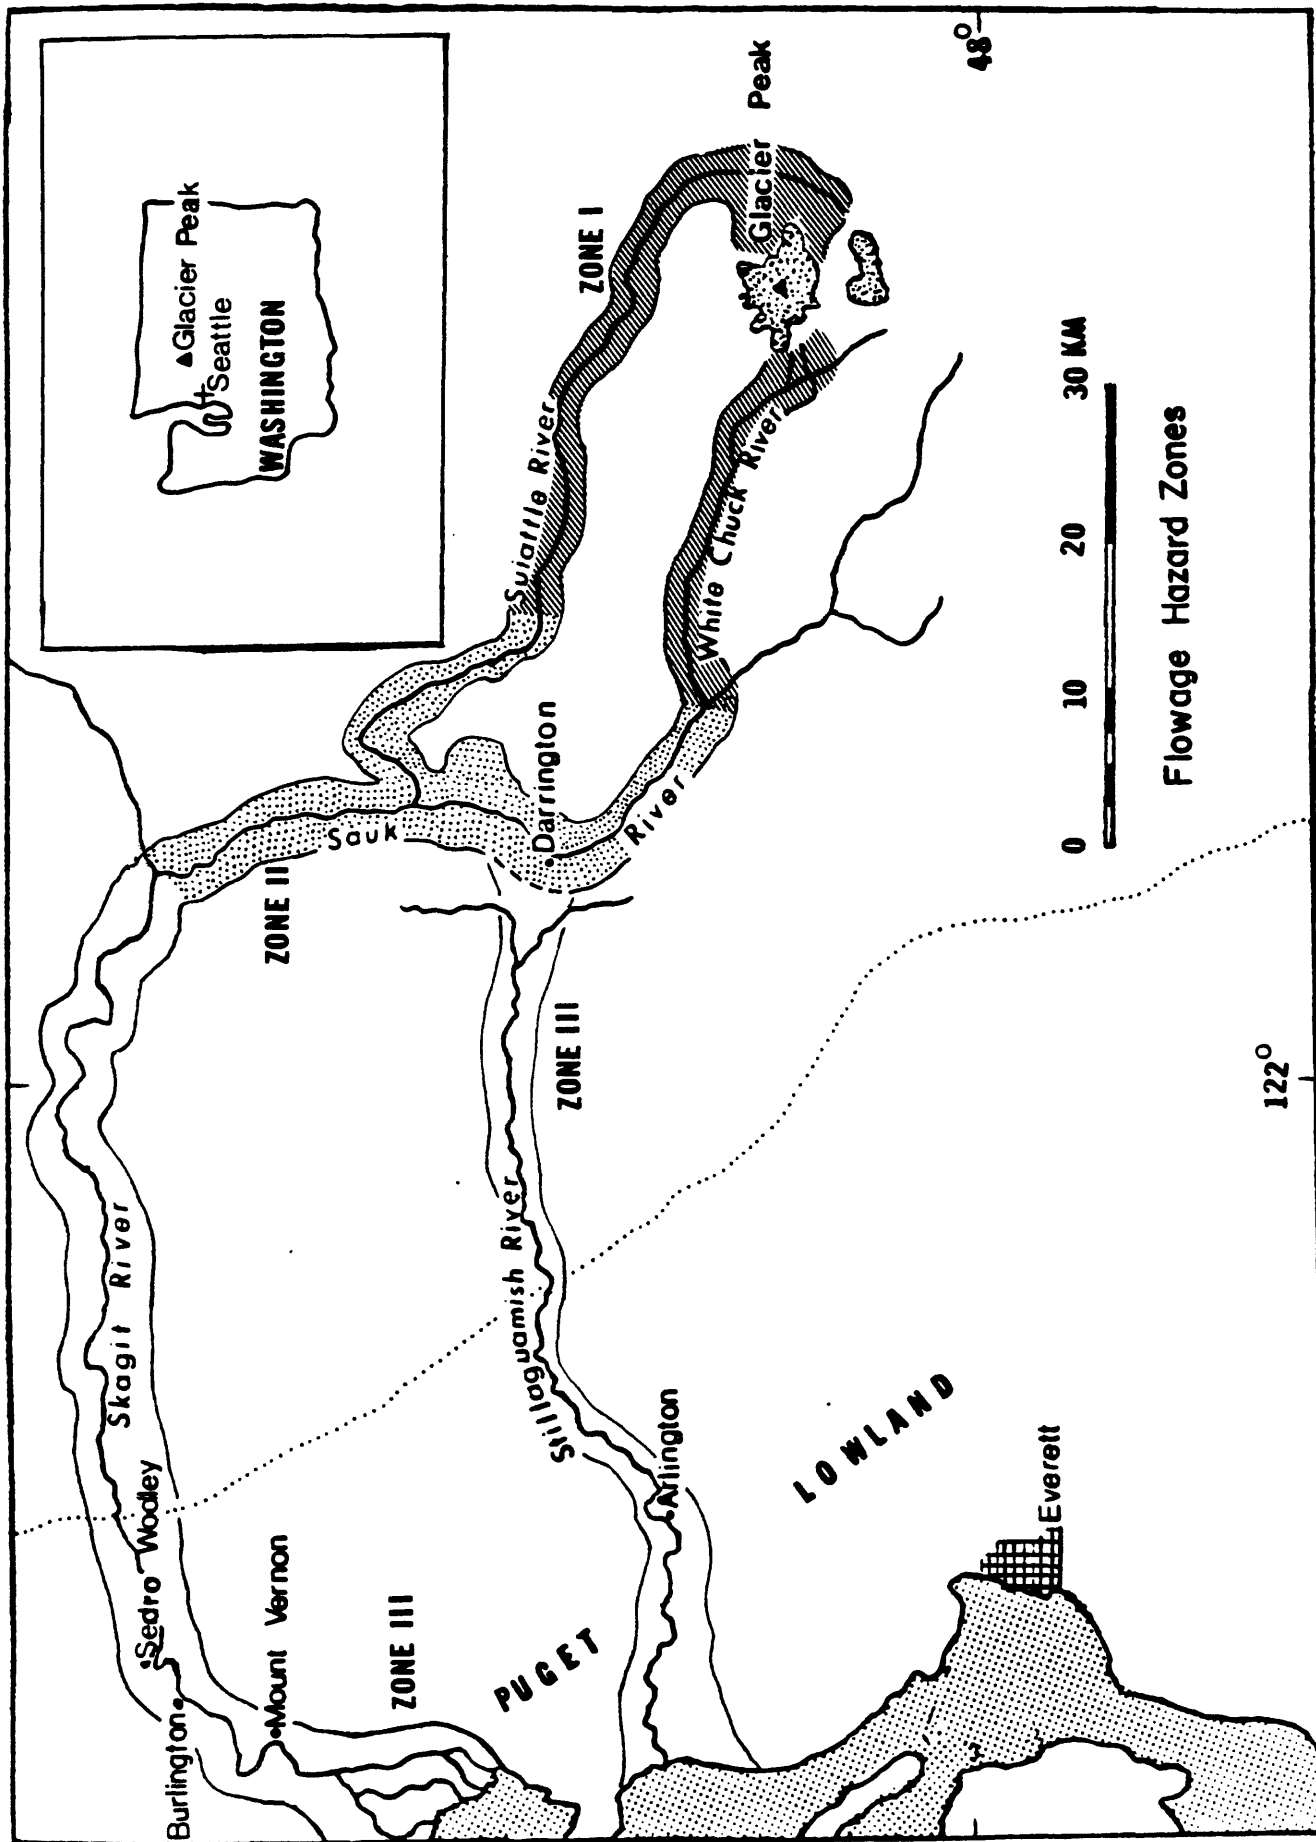 Glacier Peak
Seattle
WASHINGTON
48°
Glacier Peak
ZONE I
Suiattle River
White Chuck River
Sauk
River
Darrington
ZONE II
ZONE III
Skagit River
Stillaguamish River
Sedro Woolley
Burlington
Mount Vernon
ZONE III
Arlington
PUGET
LOWLAND
Everett
122°
0 10 20 30 KM
Flowage Hazard Zones